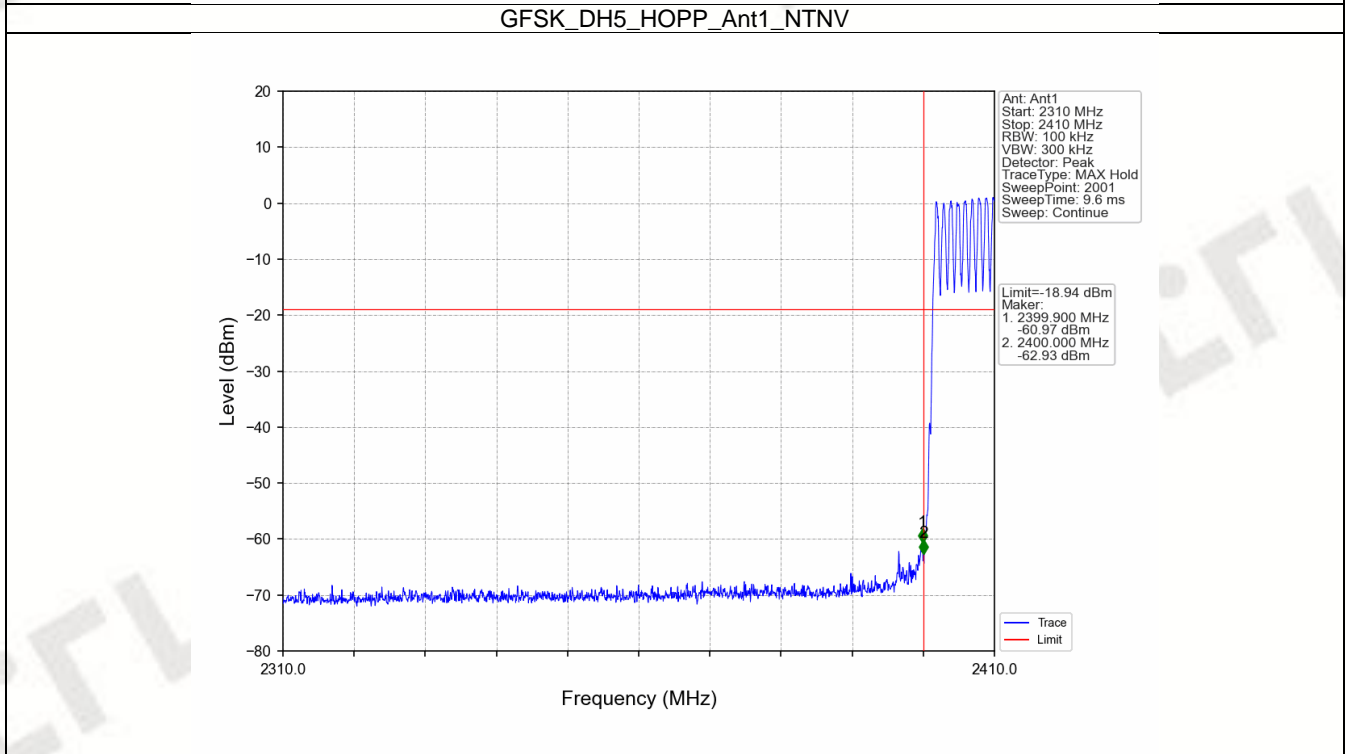 GFSK_DH5_HOPP_Ant1_NTNV
20
10
0
−10
−20
−30
−40
−50
−60
−70
−80
Level (dBm)
2310.0
2410.0
Frequency (MHz)
1
2
Ant: Ant1
Start: 2310 MHz
Stop: 2410 MHz
RBW: 100 kHz
VBW: 300 kHz
Detector: Peak
TraceType: MAX Hold
SweepPoint: 2001
SweepTime: 9.6 ms
Sweep: Continue
Limit=-18.94 dBm
Maker:
1. 2399.900 MHz
-60.97 dBm
2. 2400.000 MHz
-62.93 dBm
Trace
Limit